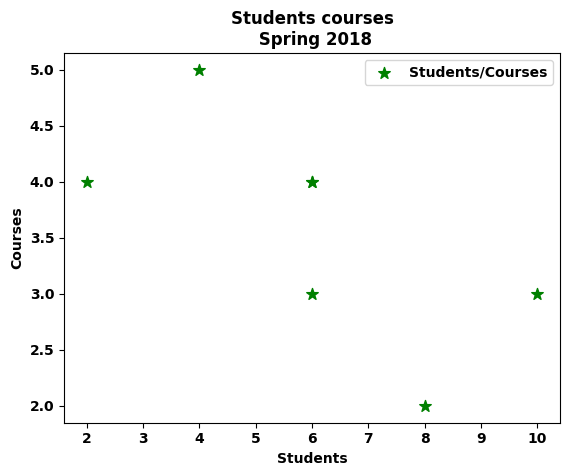 Students courses
Spring 2018
Students/Courses
5.0
4.5
4.0
3.5
3.0
2.5
2.0
Courses
2 3 4 5 6 7 8 9 10
Students